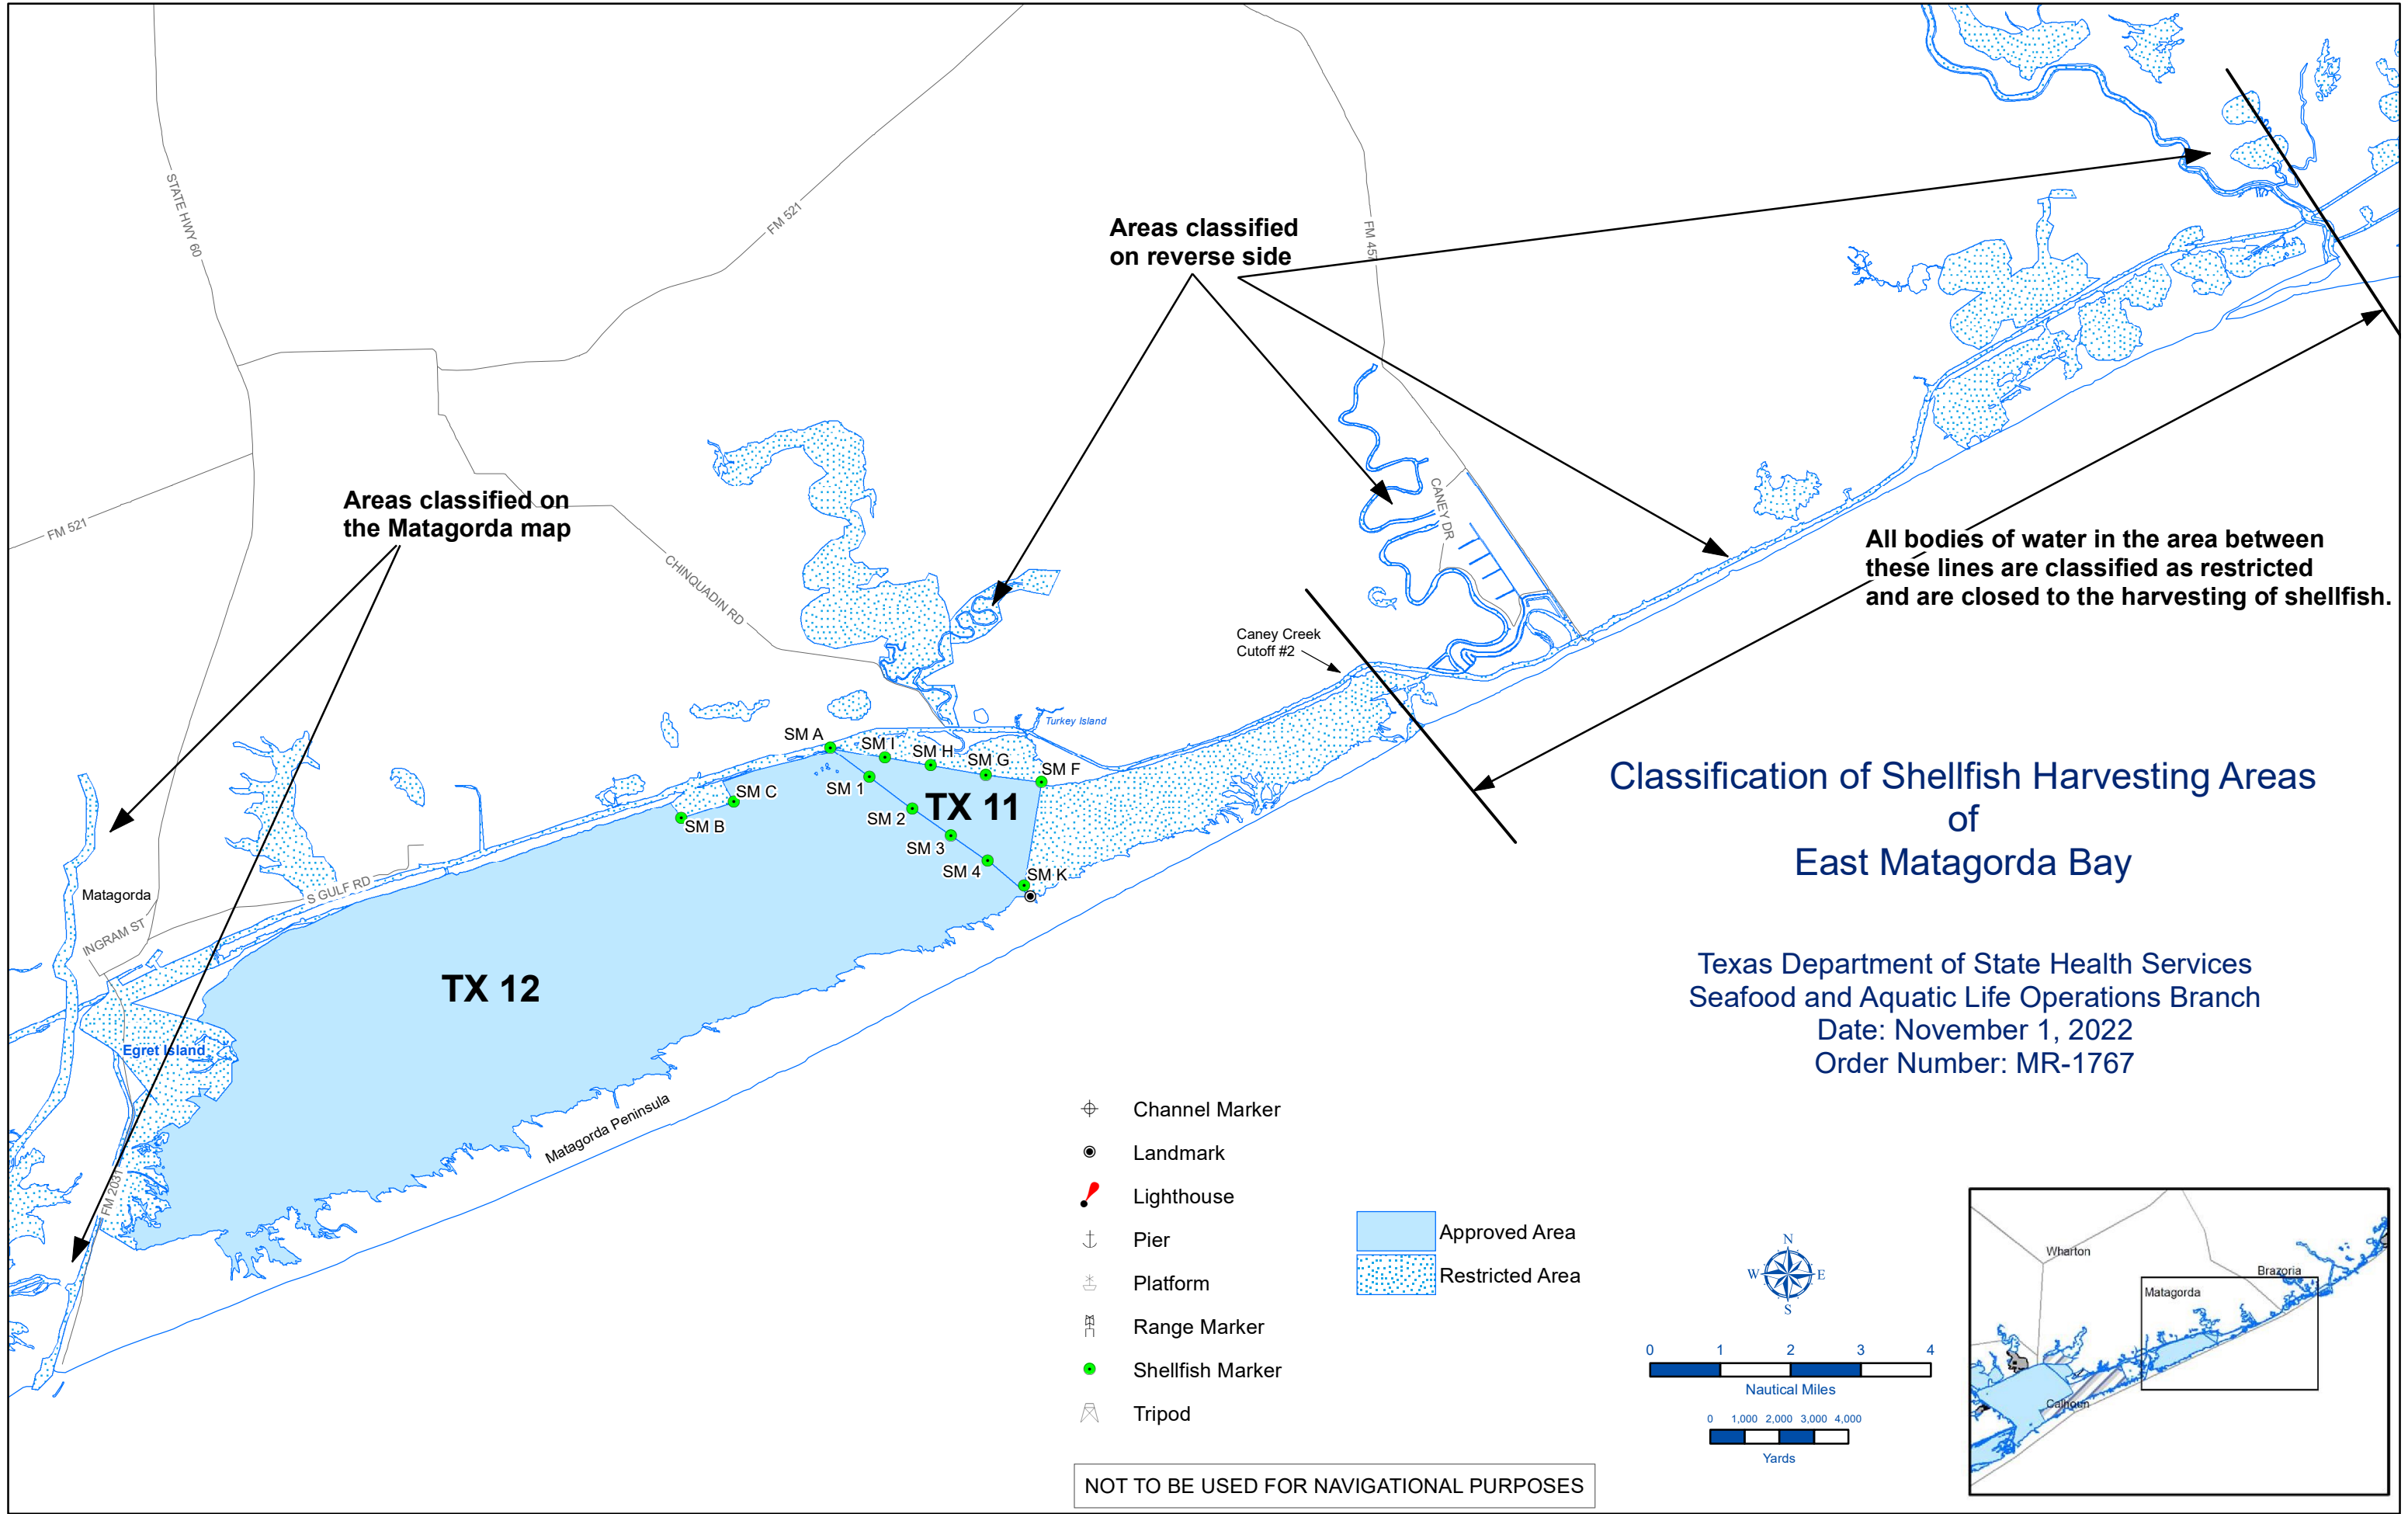 STATE HWY 60
FM 521
FM 457
Areas classified
on reverse side
Areas classified on
the Matagorda map
FM 521
CHINQUADIN RD
CANEY DR
All bodies of water in the area between
these lines are classified as restricted
and are closed to the harvesting of shellfish.
Caney Creek
Cutoff #2
Turkey Island
SM A
SM I
SM H
SM G
SM F
SM 1
SM C
SM B
SM 2
TX 11
SM 3
SM 4
SM K
Matagorda
S GULF RD
INGRAM ST
TX 12
Egret Island
FM 2031
Matagorda Peninsula
Classification of Shellfish Harvesting Areas
of
East Matagorda Bay
Texas Department of State Health Services
Seafood and Aquatic Life Operations Branch
Date: November 1, 2022
Order Number: MR-1767
Channel Marker
Landmark
Lighthouse
Pier
Platform
Range Marker
Shellfish Marker
Tripod
Approved Area
Restricted Area
N
W E
S
0 1 2 3 4
Nautical Miles
0 1,000 2,000 3,000 4,000
Yards
Wharton
Brazoria
Matagorda
Calhoun
NOT TO BE USED FOR NAVIGATIONAL PURPOSES